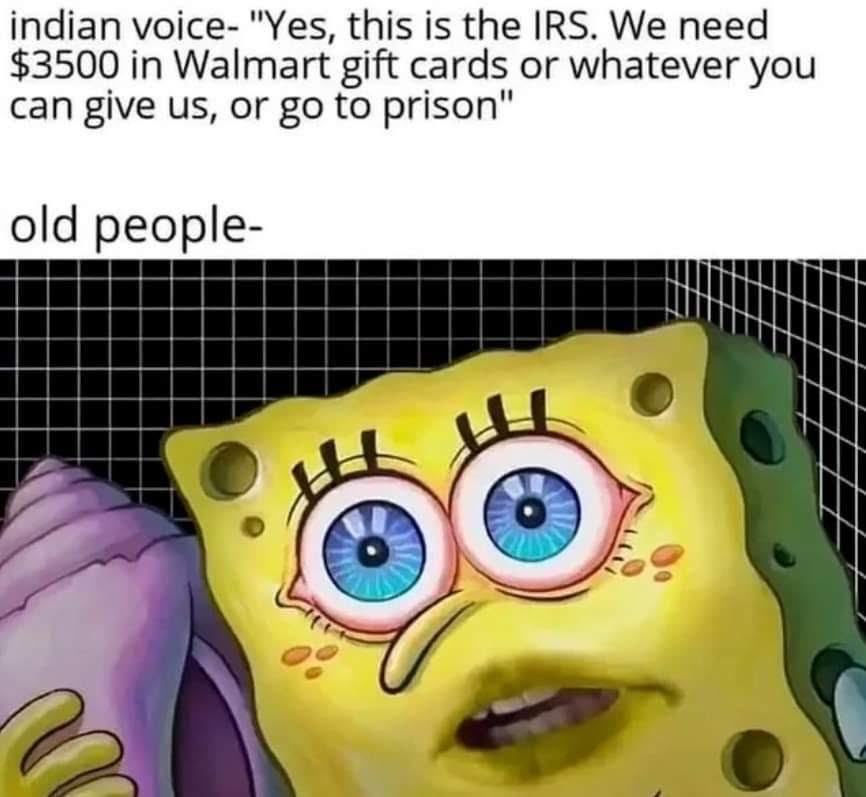 indian voice- "Yes, this is the IRS. We need
$3500 in Walmart gift cards or whatever you
can give us, or go to prison"
old people-